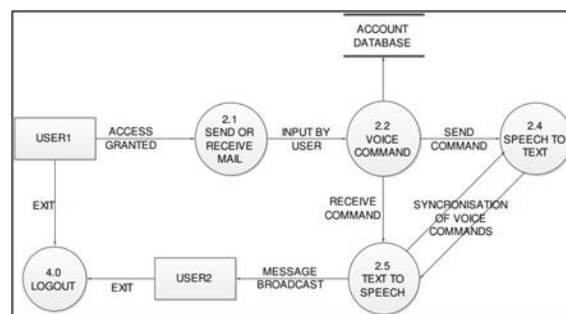 ACCOUNT
DATABASE
USER1
ACCESS
GRANTED
2.1
SEND OR
RECEIVE
MAIL
INPUT BY
USER
2.2
VOICE
COMMAND
SEND
COMMAND
2.4
SPEECH TO
TEXT
EXIT
RECEIVE
COMMAND
SYNCRONISATION
OF VOICE
COMMANDS
4.0
LOGOUT
EXIT
USER2
MESSAGE
BROADCAST
2.5
TEXT TO
SPEECH